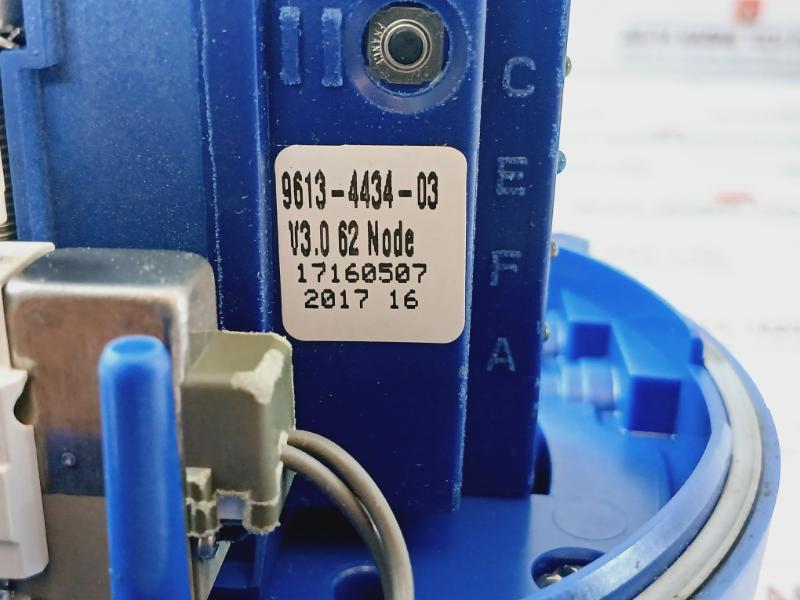 C
9613-4434-03
V3.0 62 Node
17160507
2017 16
E
F
A